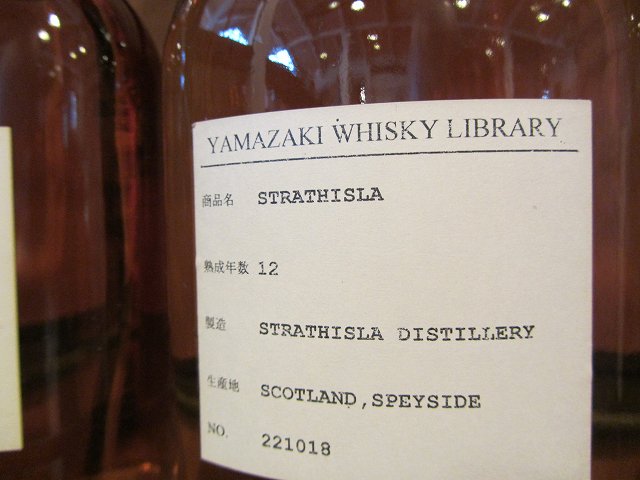 YAMAZAKI WHISKY LIBRARY
商品名 STRATHISLA
熟成年数 12
製造 STRATHISLA DISTILLERY
生産地 SCOTLAND,SPEYSIDE
NO. 221018